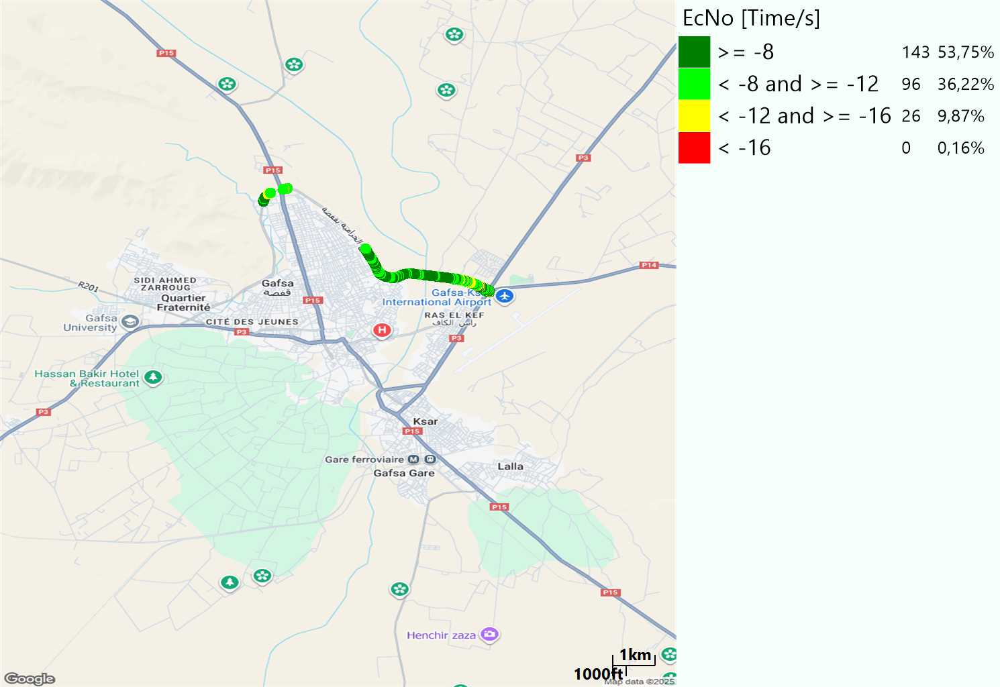 EcNo [Time/s]
>= -8 143 53,75%
< -8 and >= -12 96 36,22%
< -12 and >= -16 26 9,87%
< -16 0 0,16%
P15
P3
P15
P14
الحزامية بقفصة
SIDI AHMED
ZARROUG
R201
Quartier
Fraternité
Gafsa
قفصة
P15
Gafsa-Ks
International Airport
RAS EL KEF
راس الكاف
Gafsa
University
CITÉ DES JEUNES
P3
H
P3
Hassan Bakir Hotel
& Restaurant
P3
Ksar
P15
Gare ferroviaire M
Gafsa Gare
Lalla
P15
P15
Henchir zaza
1km
1000ft
Google
Map data ©2025